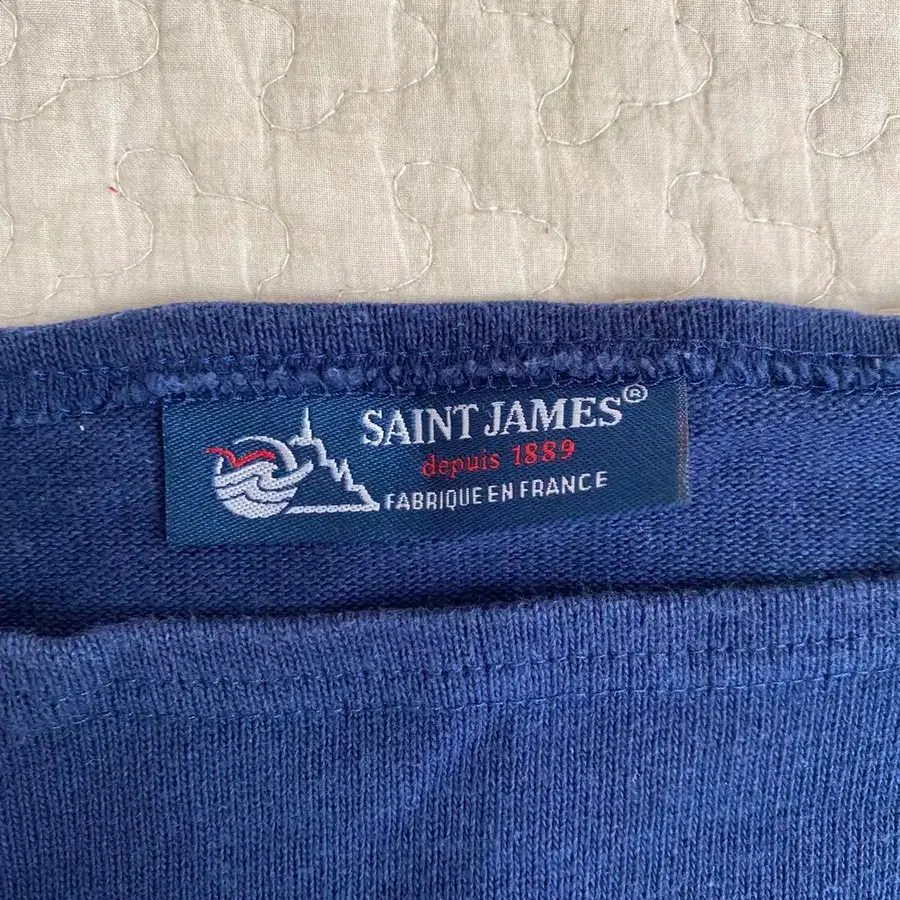 SAINT JAMES®
depuis 1889
FABRIQUE EN FRANCE